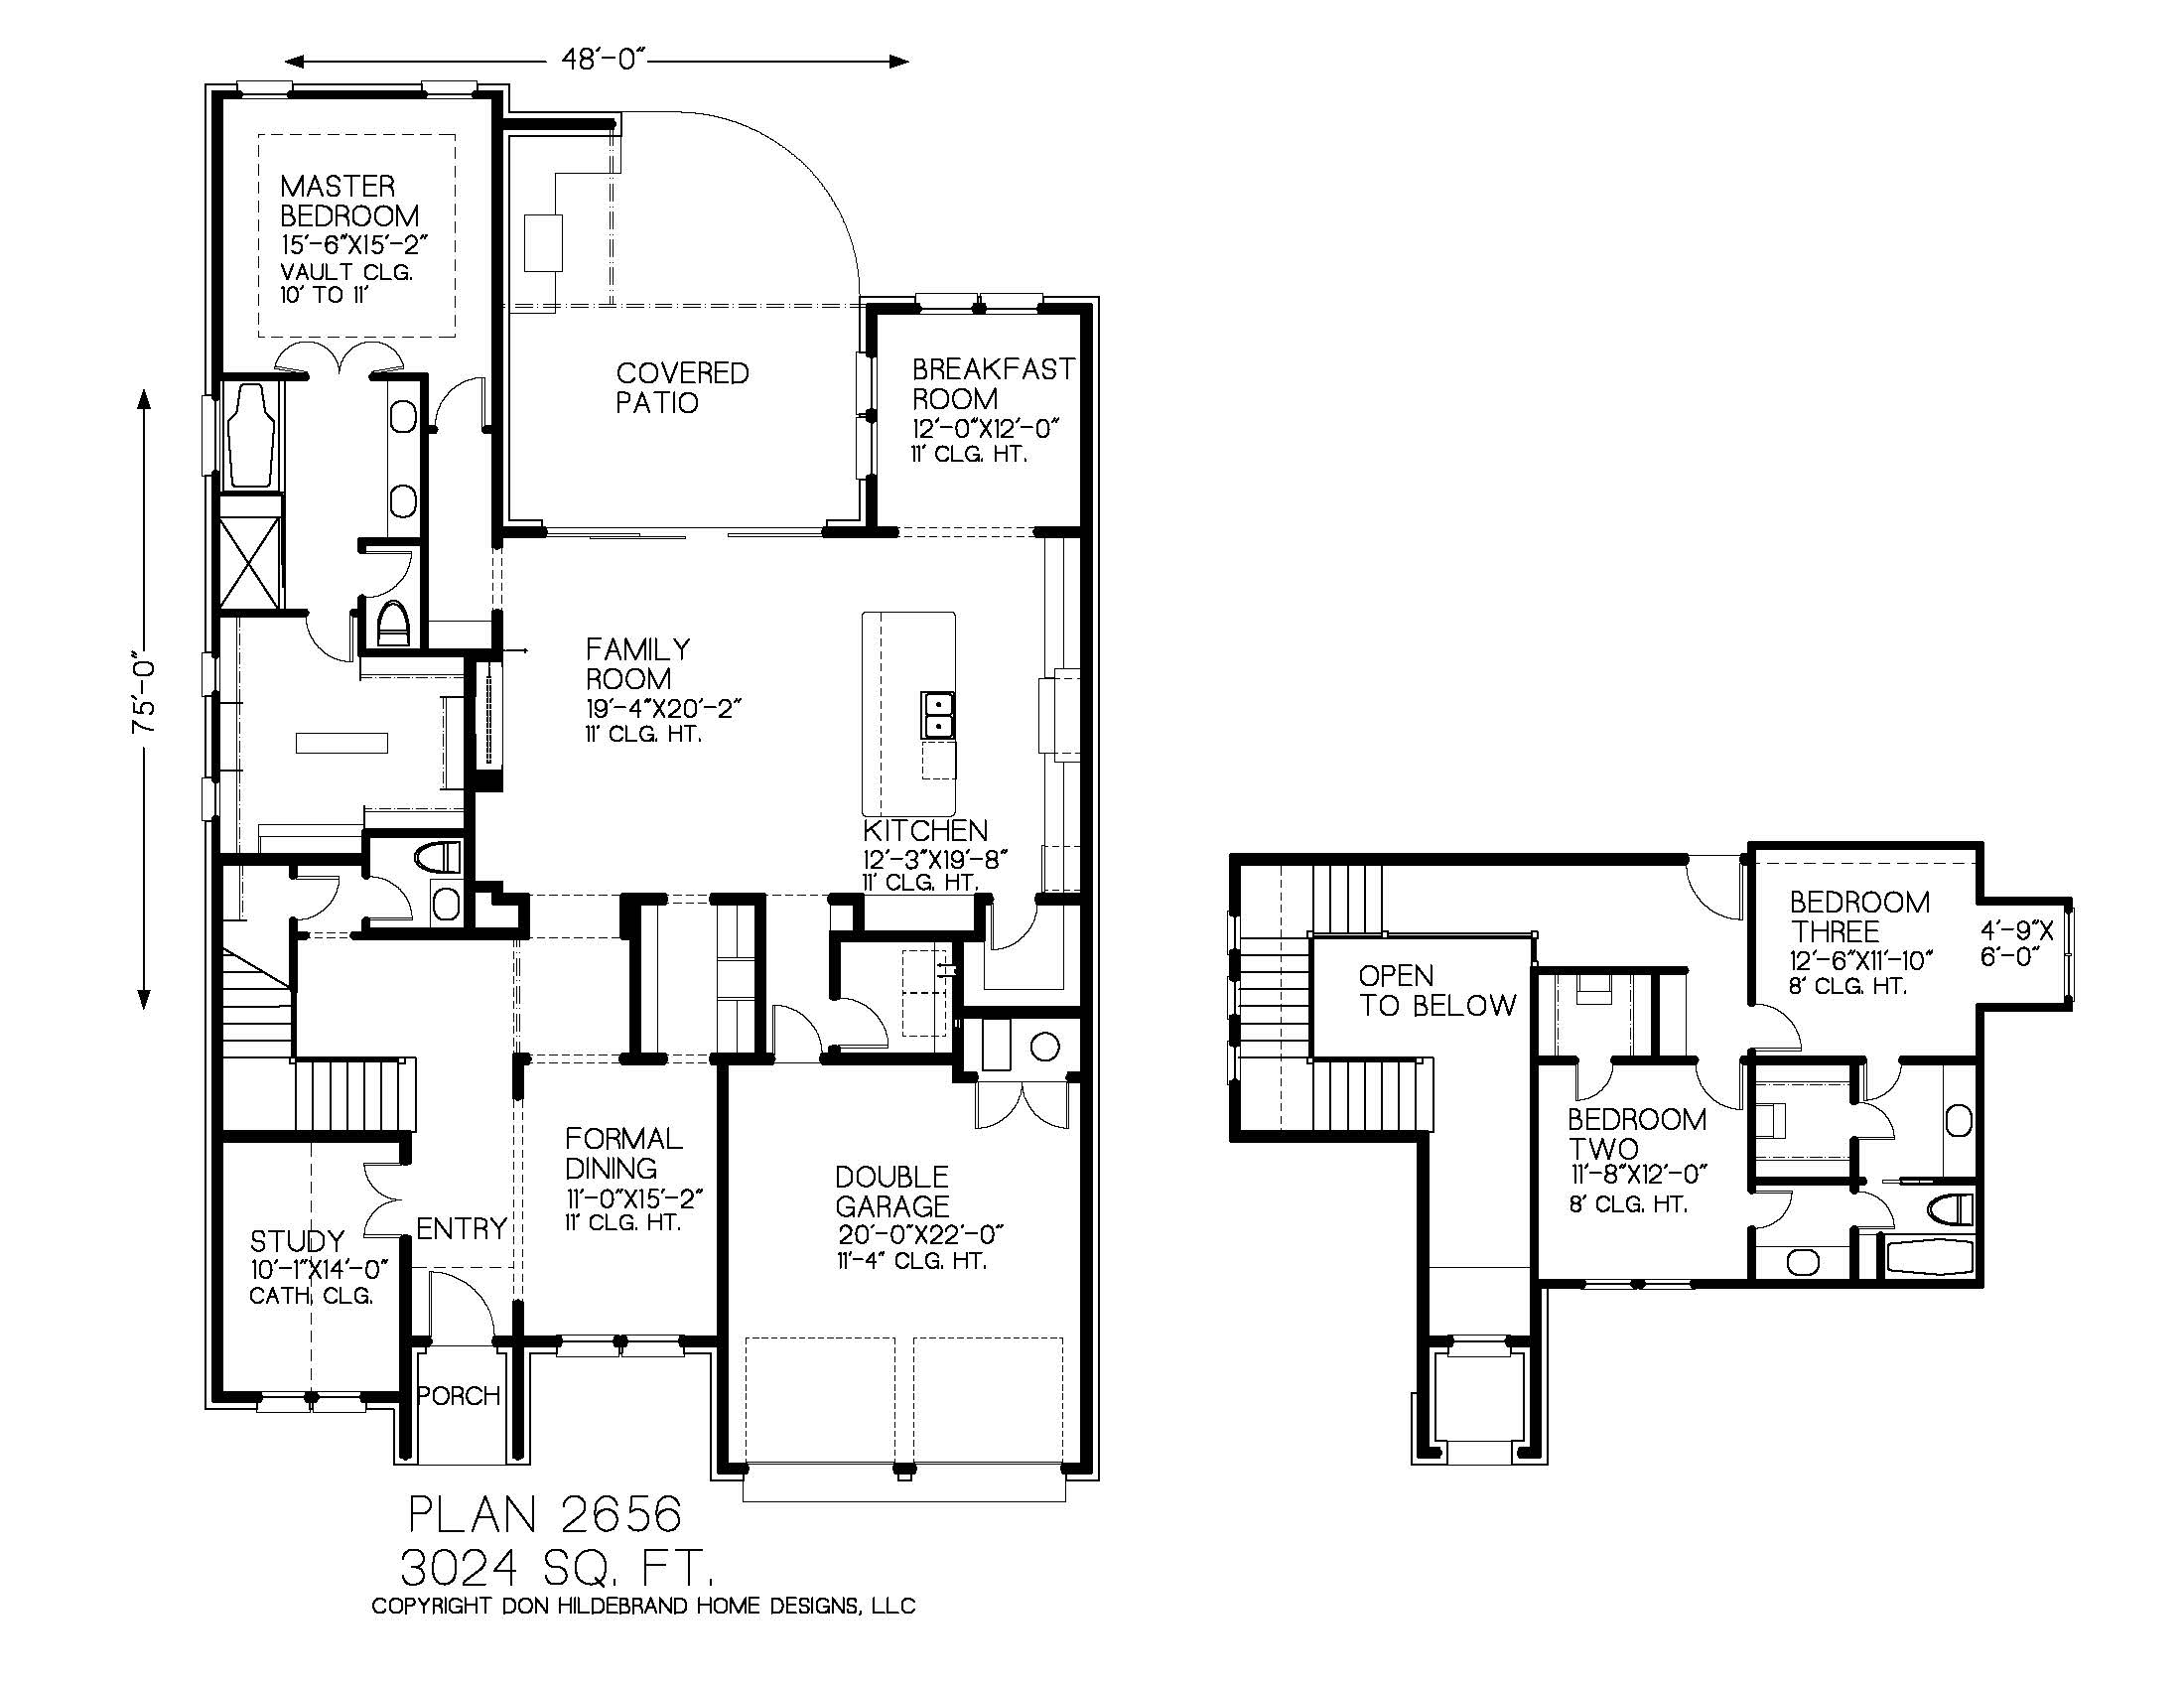 48'-0"
MASTER
BEDROOM
15'-6"X15'-2"
VAULT CLG.
10' TO 11'
COVERED
PATIO
BREAKFAST
ROOM
12'-0"X12'-0"
11' CLG. HT.
75'-0"
FAMILY
ROOM
19'-4"X20'-2"
11' CLG. HT.
KITCHEN
12'-3"X19'-8"
11' CLG. HT.
FORMAL
DINING
11'-0"X15'-2"
11' CLG. HT.
DOUBLE
GARAGE
20'-0"X22'-0"
11'-4" CLG. HT.
ENTRY
STUDY
10'-1"X14'-0"
CATH. CLG.
PORCH
BEDROOM
THREE
12'-6"X11'-10"
8' CLG. HT.
4'-9"X
6'-0"
OPEN
TO BELOW
BEDROOM
TWO
11'-8"X12'-0"
8' CLG. HT.
PLAN 2656
3024 SQ. FT.
COPYRIGHT DON HILDEBRAND HOME DESIGNS, LLC